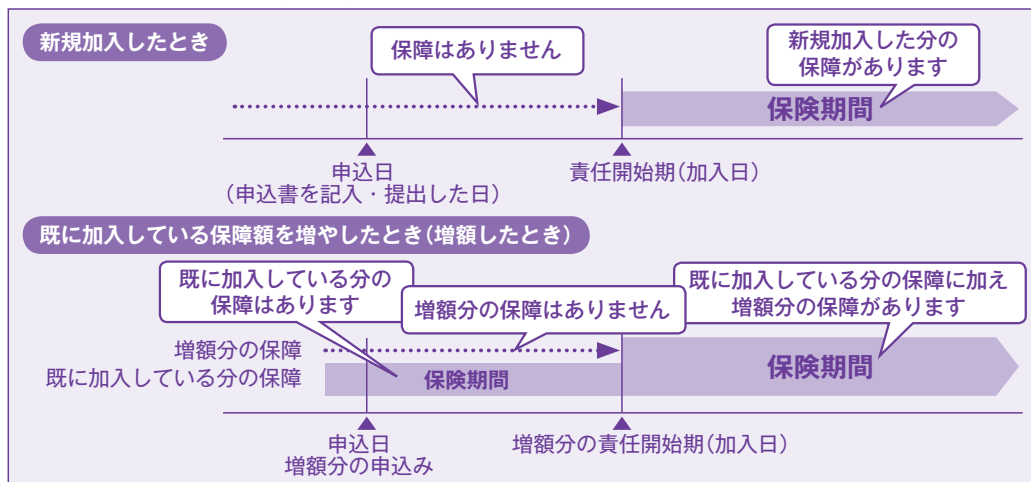 新規加入したとき
保障はありません
新規加入した分の
保障があります
保険期間
申込日
(申込書を記入・提出した日)
責任開始期(加入日)
既に加入している保障額を増やしたとき(増額したとき)
既に加入している分の
保障はあります
増額分の保障はありません
既に加入している分の保障に加え
増額分の保障があります
増額分の保障
既に加入している分の保障
保険期間
保険期間
申込日
増額分の申込み
増額分の責任開始期(加入日)